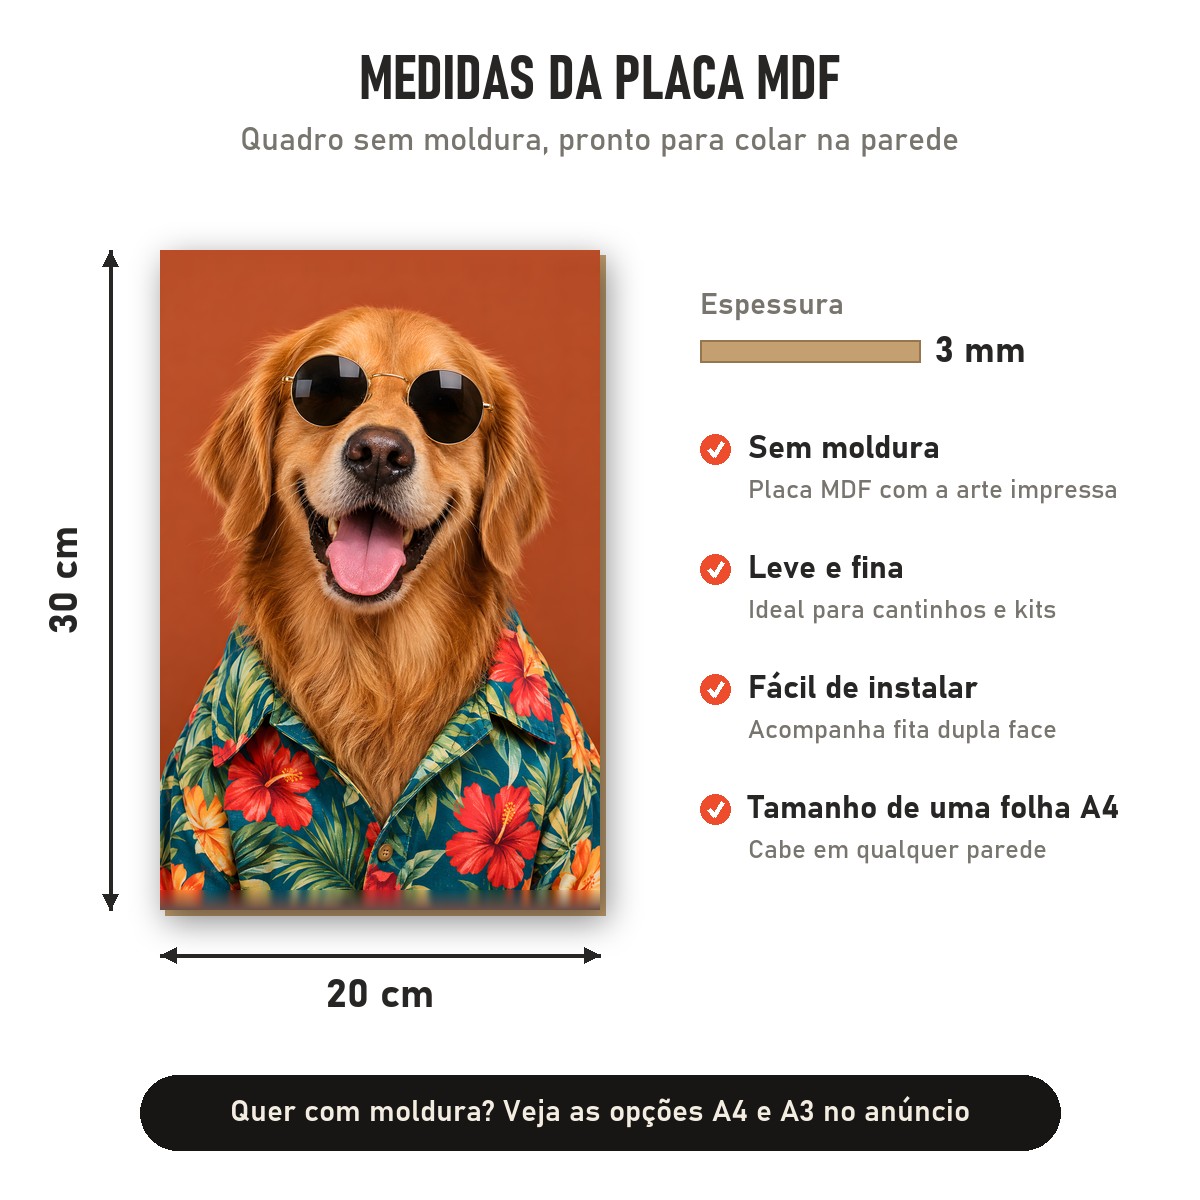 MEDIDAS DA PLACA MDF
Quadro sem moldura, pronto para colar na parede
30 cm
20 cm
Espessura
3 mm
Sem moldura
Placa MDF com a arte impressa
Leve e fina
Ideal para cantinhos e kits
Fácil de instalar
Acompanha fita dupla face
Tamanho de uma folha A4
Cabe em qualquer parede
Quer com moldura? Veja as opções A4 e A3 no anúncio